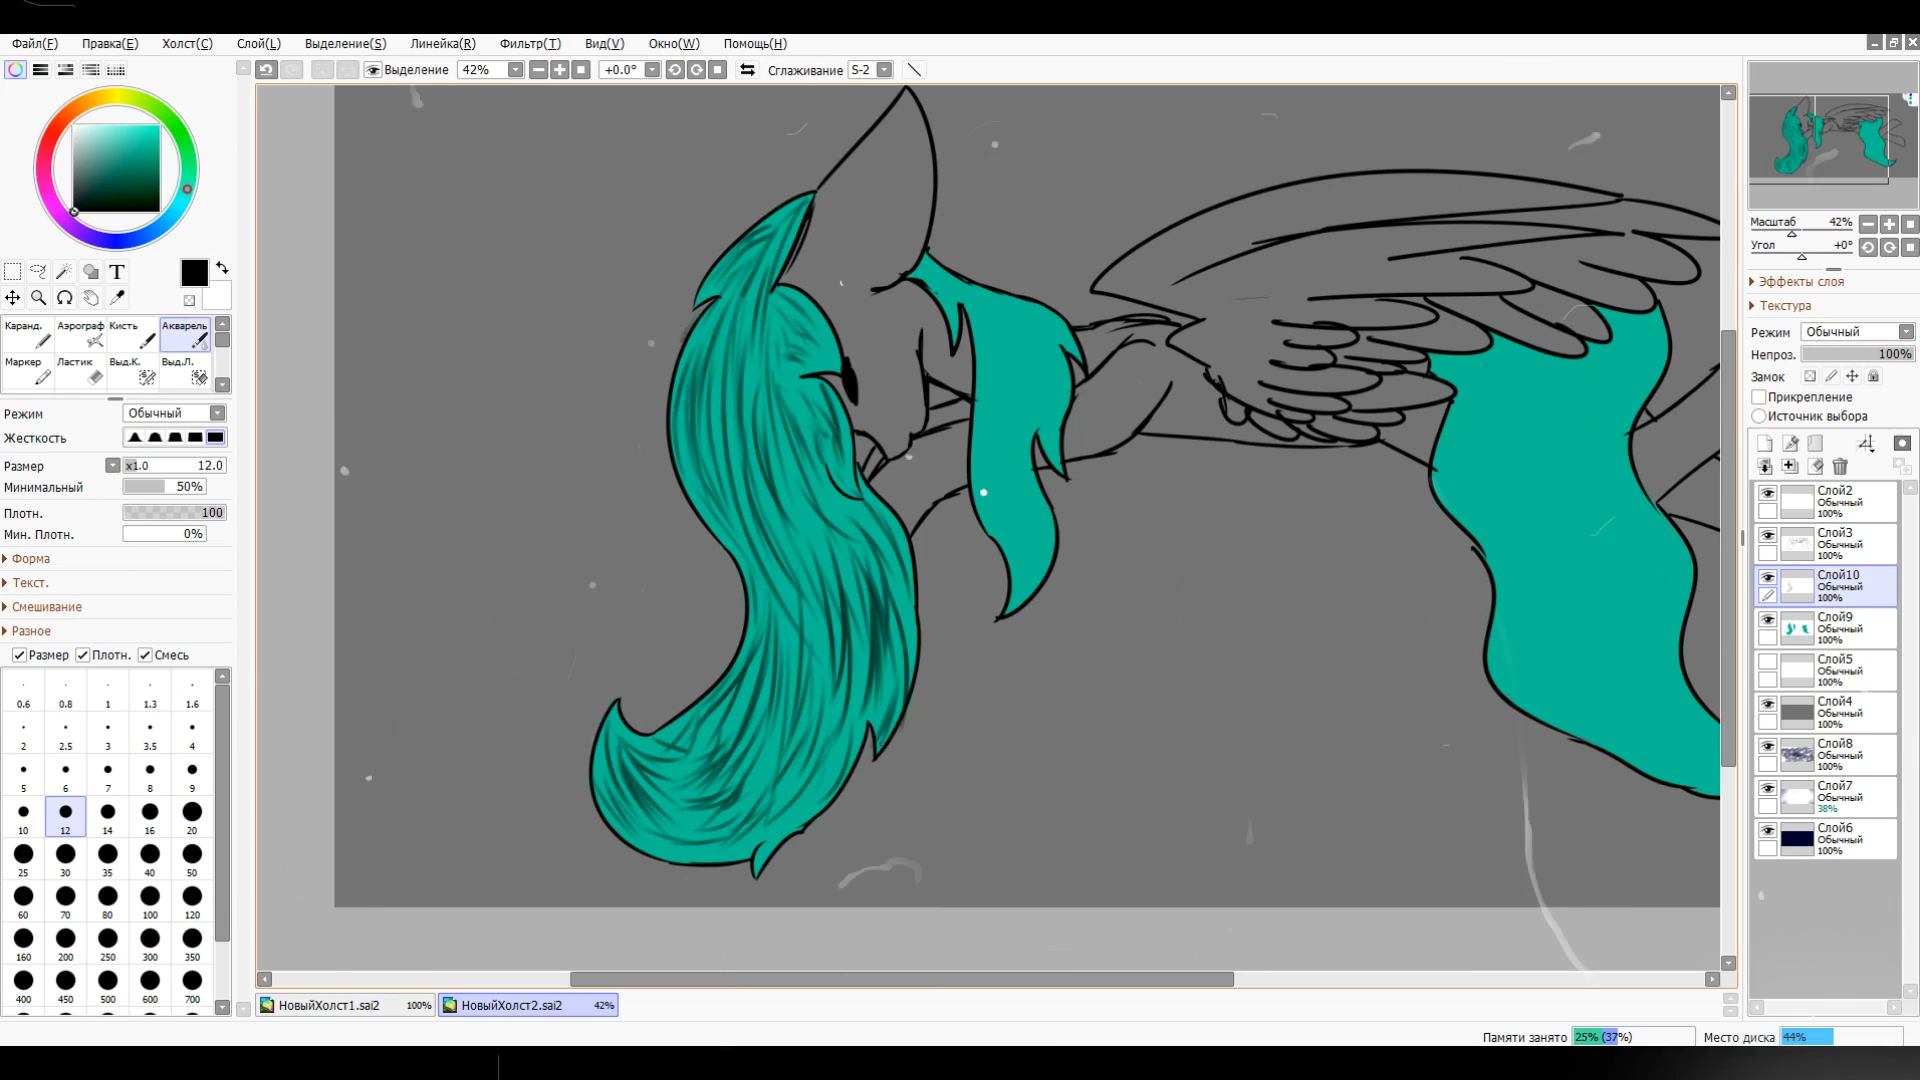 Файл(F) Правка(E) Холст(C) Слой(L) Выделение(S) Линейка(R) Фильтр(T) Вид(V) Окно(W) Помощь(H)
Выделение 42% +0.0° Сглаживание S-2
T
Каранд. Аэрограф Кисть Акварель
Маркер Ластик Выд.К. Выд.Л.
Режим Обычный
Жесткость
Размер x1.0 12.0
Минимальный 50%
Плотн. 100
Мин. Плотн. 0%
Форма
Текст.
Смешивание
Разное
Размер Плотн. Смесь
0.6 0.8 1 1.3 1.6
2 2.5 3 3.5 4
5 6 7 8 9
10 12 14 16 20
25 30 35 40 50
60 70 80 100 120
160 200 250 300 350
400 450 500 600 700
НовыйХолст1.sai2 100% НовыйХолст2.sai2 42%
Масштаб 42%
Угол +0°
Эффекты слоя
Текстура
Режим Обычный
Непроз. 100%
Замок
Прикрепление
Источник выбора
Слой2
Обычный
100%
Слой3
Обычный
100%
Слой10
Обычный
100%
Слой9
Обычный
100%
Слой5
Обычный
100%
Слой4
Обычный
100%
Слой8
Обычный
100%
Слой7
Обычный
38%
Слой6
Обычный
100%
Памяти занято 25% (37%) Место диска 44%